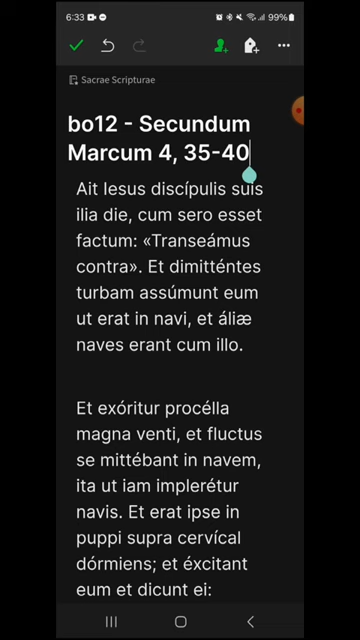 6:33
99%
Sacrae Scripturae
bo12 - Secundum
Marcum 4, 35-40
Ait Iesus discípulis suis
ilia die, cum sero esset
factum: «Transeámus
contra». Et dimitténtes
turbam assúmunt eum
ut erat in navi, et áliæ
naves erant cum illo.
Et exóritur procélla
magna venti, et fluctus
se mittébant in navem,
ita ut iam implerétur
navis. Et erat ipse in
puppi supra cervícal
dórmiens; et éxcitant
eum et dicunt ei: